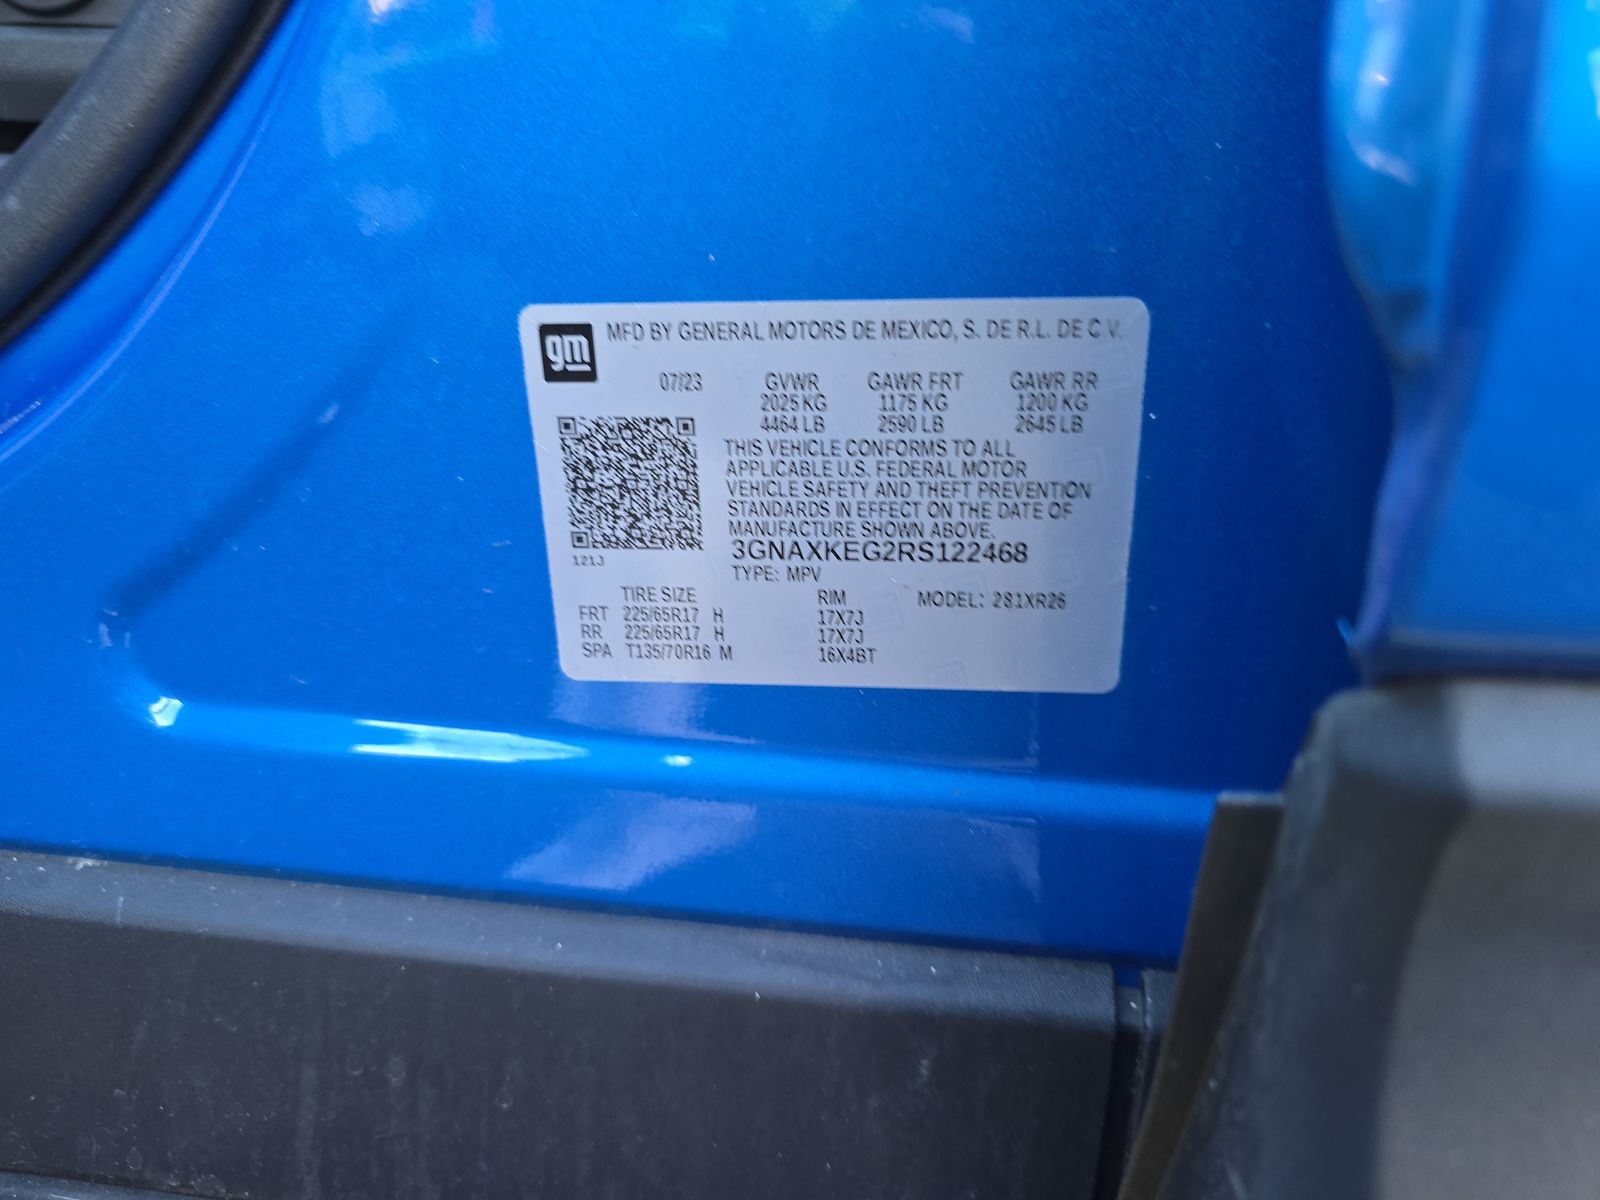 gm MFD BY GENERAL MOTORS DE MEXICO, S. DE R.L. DE C.V.
07/23 GVWR GAWR FRT GAWR RR
2025 KG 1175 KG 1200 KG
4464 LB 2590 LB 2645 LB
THIS VEHICLE CONFORMS TO ALL
APPLICABLE U.S. FEDERAL MOTOR
VEHICLE SAFETY AND THEFT PREVENTION
STANDARDS IN EFFECT ON THE DATE OF
MANUFACTURE SHOWN ABOVE.
3GNAXKEG2RS122468
121J
TYPE: MPV
TIRE SIZE RIM MODEL: 281XR26
FRT 225/65R17 H 17X7J
RR 225/65R17 H 17X7J
SPA T135/70R16 M 16X4BT